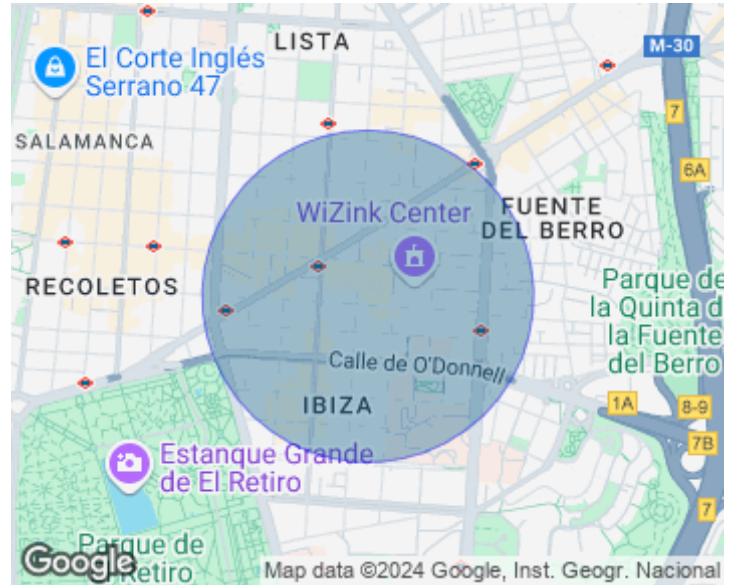 LISTA
El Corte Inglés
Serrano 47
M-30
7
SALAMANCA
6A
WiZink Center
FUENTE
DEL BERRO
RECOLETOS
Parque de
la Quinta d
la Fuente
del Berro
Calle de O'Donnell
IBIZA
1A
8-9
7B
Estanque Grande
de El Retiro
7
Parque de
Retiro
Google
Map data ©2024 Google, Inst. Geogr. Nacional